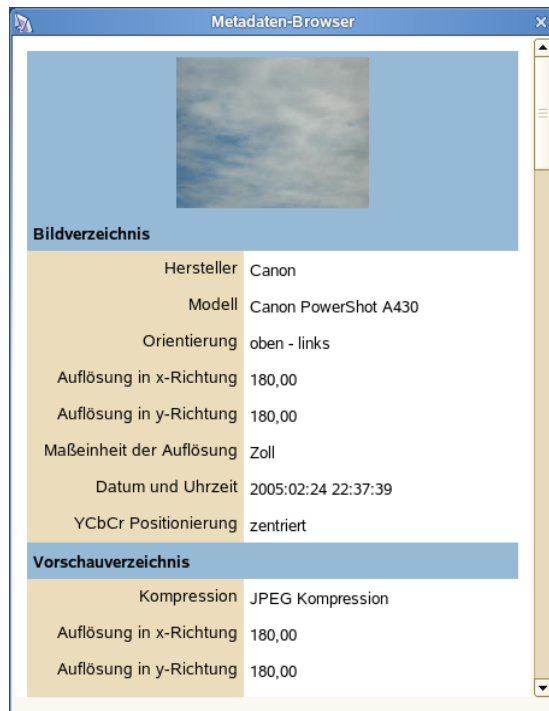 Metadaten-Browser
Bildverzeichnis
Hersteller Canon
Modell Canon PowerShot A430
Orientierung oben - links
Auflösung in x-Richtung 180,00
Auflösung in y-Richtung 180,00
Maßeinheit der Auflösung Zoll
Datum und Uhrzeit 2005:02:24 22:37:39
YCbCr Positionierung zentriert
Vorschauverzeichnis
Kompression JPEG Kompression
Auflösung in x-Richtung 180,00
Auflösung in y-Richtung 180,00